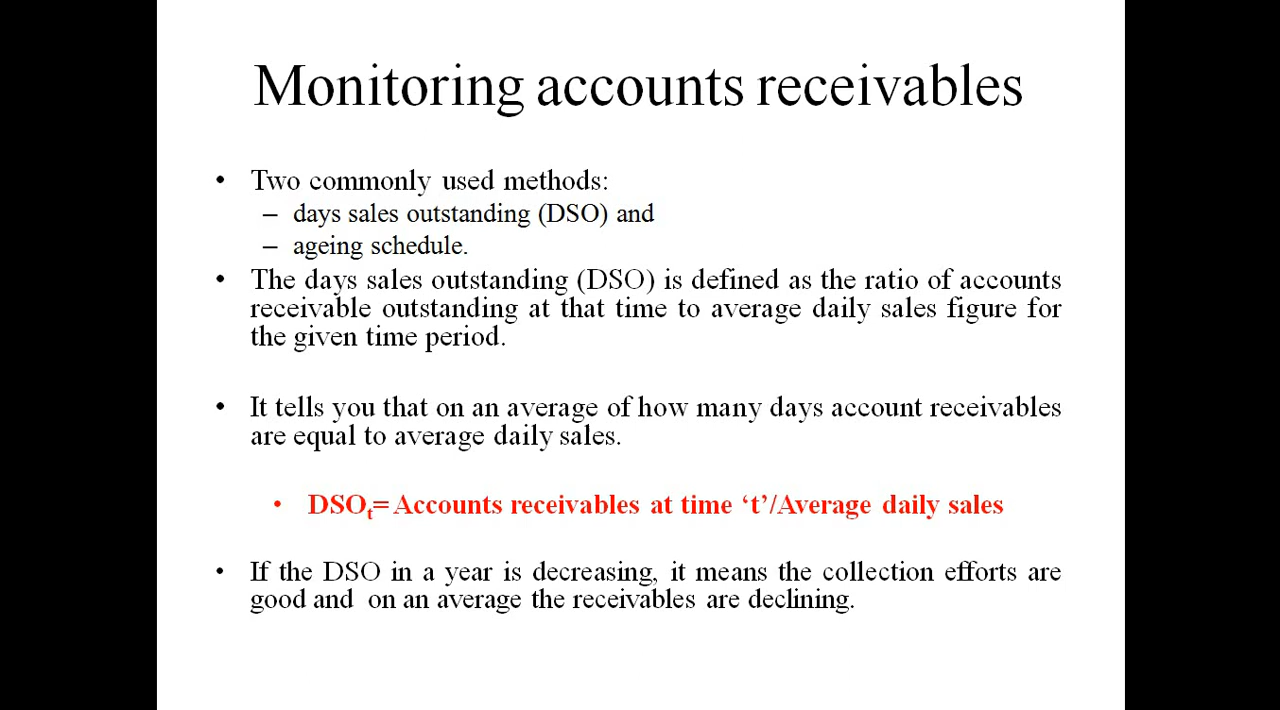 Monitoring accounts receivables
• Two commonly used methods:
– days sales outstanding (DSO) and
– ageing schedule.
• The days sales outstanding (DSO) is defined as the ratio of accounts
receivable outstanding at that time to average daily sales figure for
the given time period.
• It tells you that on an average of how many days account receivables
are equal to average daily sales.
• DSOt= Accounts receivables at time ‘t’/Average daily sales
• If the DSO in a year is decreasing, it means the collection efforts are
good and on an average the receivables are declining.